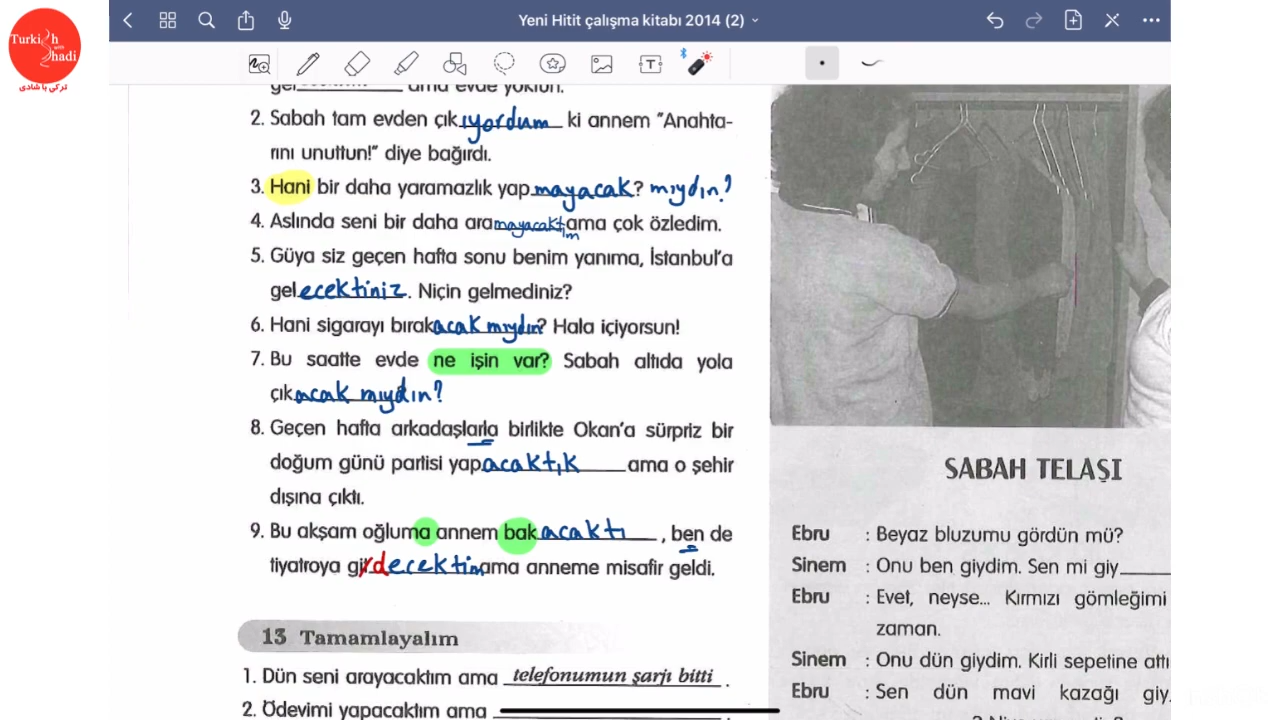 Turkish
with
Shadi
ترکی با شادی
Yeni Hitit çalışma kitabı 2014 (2)
ama evde yoktun.
2. Sabah tam evden çıkıyordum ki annem "Anahta-
rını unuttun!" diye bağırdı.
3. Hani bir daha yaramazlık yapmayacak? mıydın?
4. Aslında seni bir daha aramayacaktım ama çok özledim.
5. Güya siz geçen hafta sonu benim yanıma, İstanbul'a
gelecektiniz. Niçin gelmediniz?
6. Hani sigarayı bırakacak mıydın? Hala içiyorsun!
7. Bu saatte evde ne işin var? Sabah altıda yola
çıkacak mıydın?
8. Geçen hafta arkadaşlarla birlikte Okan'a sürpriz bir
doğum günü partisi yapacaktık ama o şehir
dışına çıktı.
9. Bu akşam oğluma annem bakacaktı, ben de
tiyatroya gidecektim ama anneme misafir geldi.
13 Tamamlayalım
1. Dün seni arayacaktım ama telefonumun şarjı bitti.
2. Ödevimi yapacaktım ama
SABAH TELAŞI
Ebru : Beyaz bluzumu gördün mü?
Sinem : Onu ben giydim. Sen mi giy
Ebru : Evet, neyse... Kırmızı gömleğimi
zaman.
Sinem : Onu dün giydim. Kirli sepetine attı
Ebru : Sen dün mavi kazağı giy